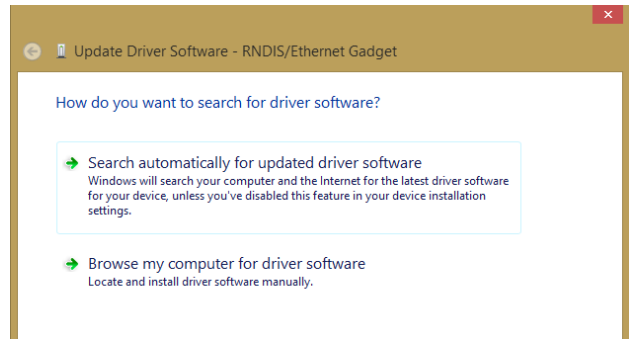 Update Driver Software - RNDIS/Ethernet Gadget
How do you want to search for driver software?
Search automatically for updated driver software
Windows will search your computer and the Internet for the latest driver software
for your device, unless you've disabled this feature in your device installation
settings.
Browse my computer for driver software
Locate and install driver software manually.